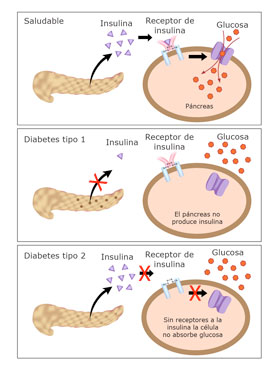 Saludable
Insulina
Receptor de
insulina
Glucosa
Páncreas
Diabetes tipo 1
Insulina
Receptor de
insulina
Glucosa
El páncreas no
produce insulina
Diabetes tipo 2
Insulina
Receptor de
insulina
Glucosa
Sin receptores a la
insulina la célula
no absorbe glucosa